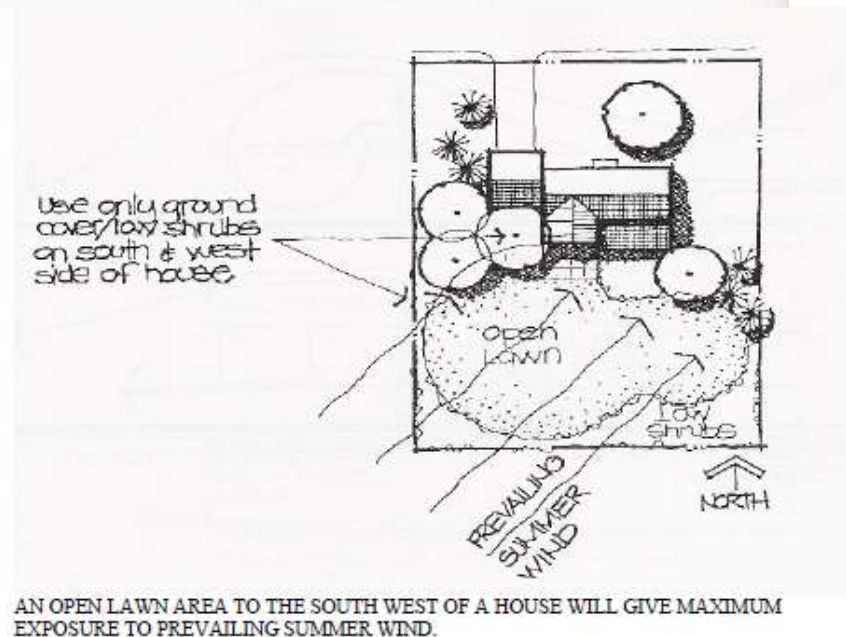 Use only ground
cover/low shrubs
on south & west
side of house
Open
Lawn
Low
Shrubs
PREVAILING
SUMMER
WIND
NORTH
AN OPEN LAWN AREA TO THE SOUTH WEST OF A HOUSE WILL GIVE MAXIMUM
EXPOSURE TO PREVAILING SUMMER WIND.